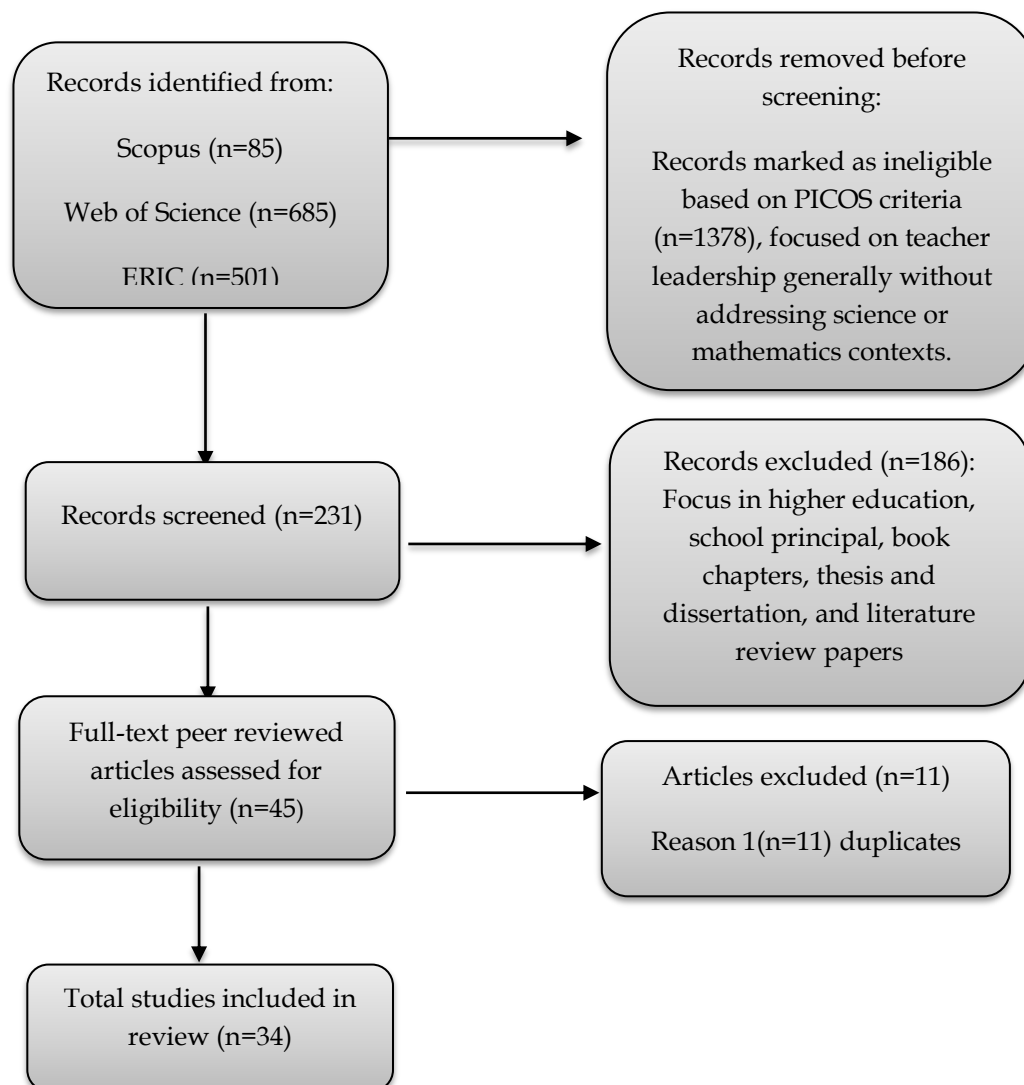 Records identified from:
Scopus (n=85)
Web of Science (n=685)
ERIC (n=501)
Records removed before
screening:
Records marked as ineligible
based on PICOS criteria
(n=1378), focused on teacher
leadership generally without
addressing science or
mathematics contexts.
Records screened (n=231)
Records excluded (n=186):
Focus in higher education,
school principal, book
chapters, thesis and
dissertation, and literature
review papers
Full-text peer reviewed
articles assessed for
eligibility (n=45)
Articles excluded (n=11)
Reason 1(n=11) duplicates
Total studies included in
review (n=34)